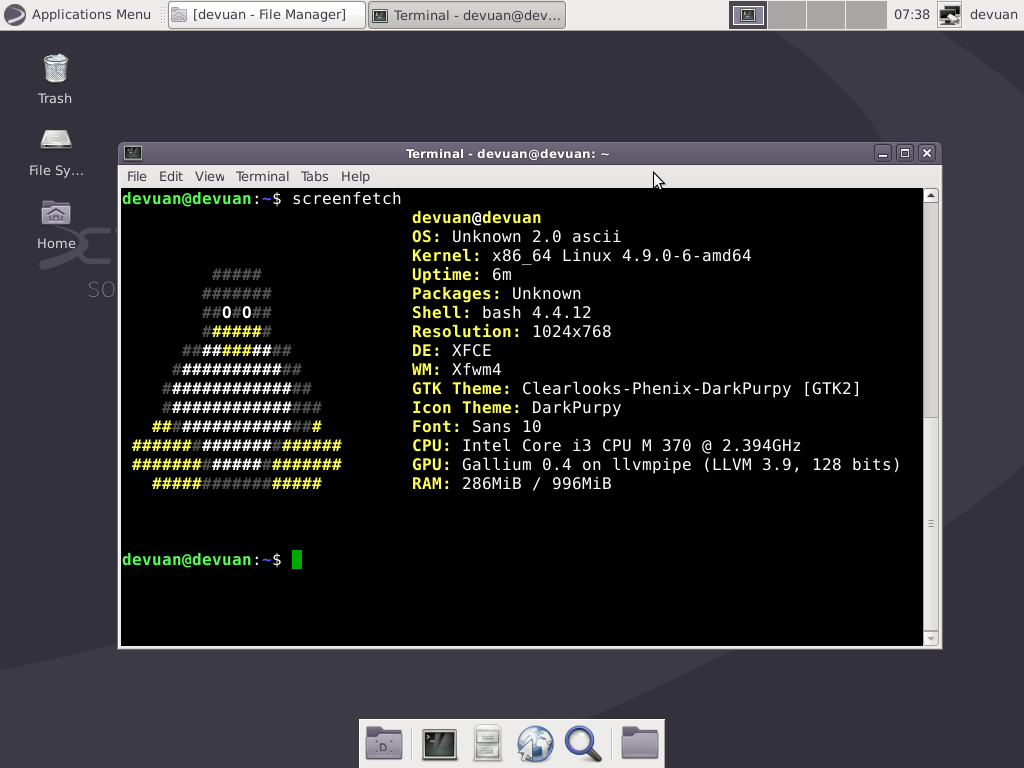 Applications Menu
[devuan - File Manager]
Terminal - devuan@dev...
07:38
devuan
Trash
File Sy...
Home
SO
Terminal - devuan@devuan: ~
File Edit View Terminal Tabs Help
devuan@devuan:~$ screenfetch
devuan@devuan
OS: Unknown 2.0 ascii
Kernel: x86_64 Linux 4.9.0-6-amd64
##### Uptime: 6m
####### Packages: Unknown
##O#O## Shell: bash 4.4.12
####### Resolution: 1024x768
########### DE: XFCE
############# WM: Xfwm4
############### GTK Theme: Clearlooks-Phenix-DarkPurpy [GTK2]
################ Icon Theme: DarkPurpy
################# Font: Sans 10
##################### CPU: Intel Core i3 CPU M 370 @ 2.394GHz
##################### GPU: Gallium 0.4 on llvmpipe (LLVM 3.9, 128 bits)
################# RAM: 286MiB / 996MiB
devuan@devuan:~$
D